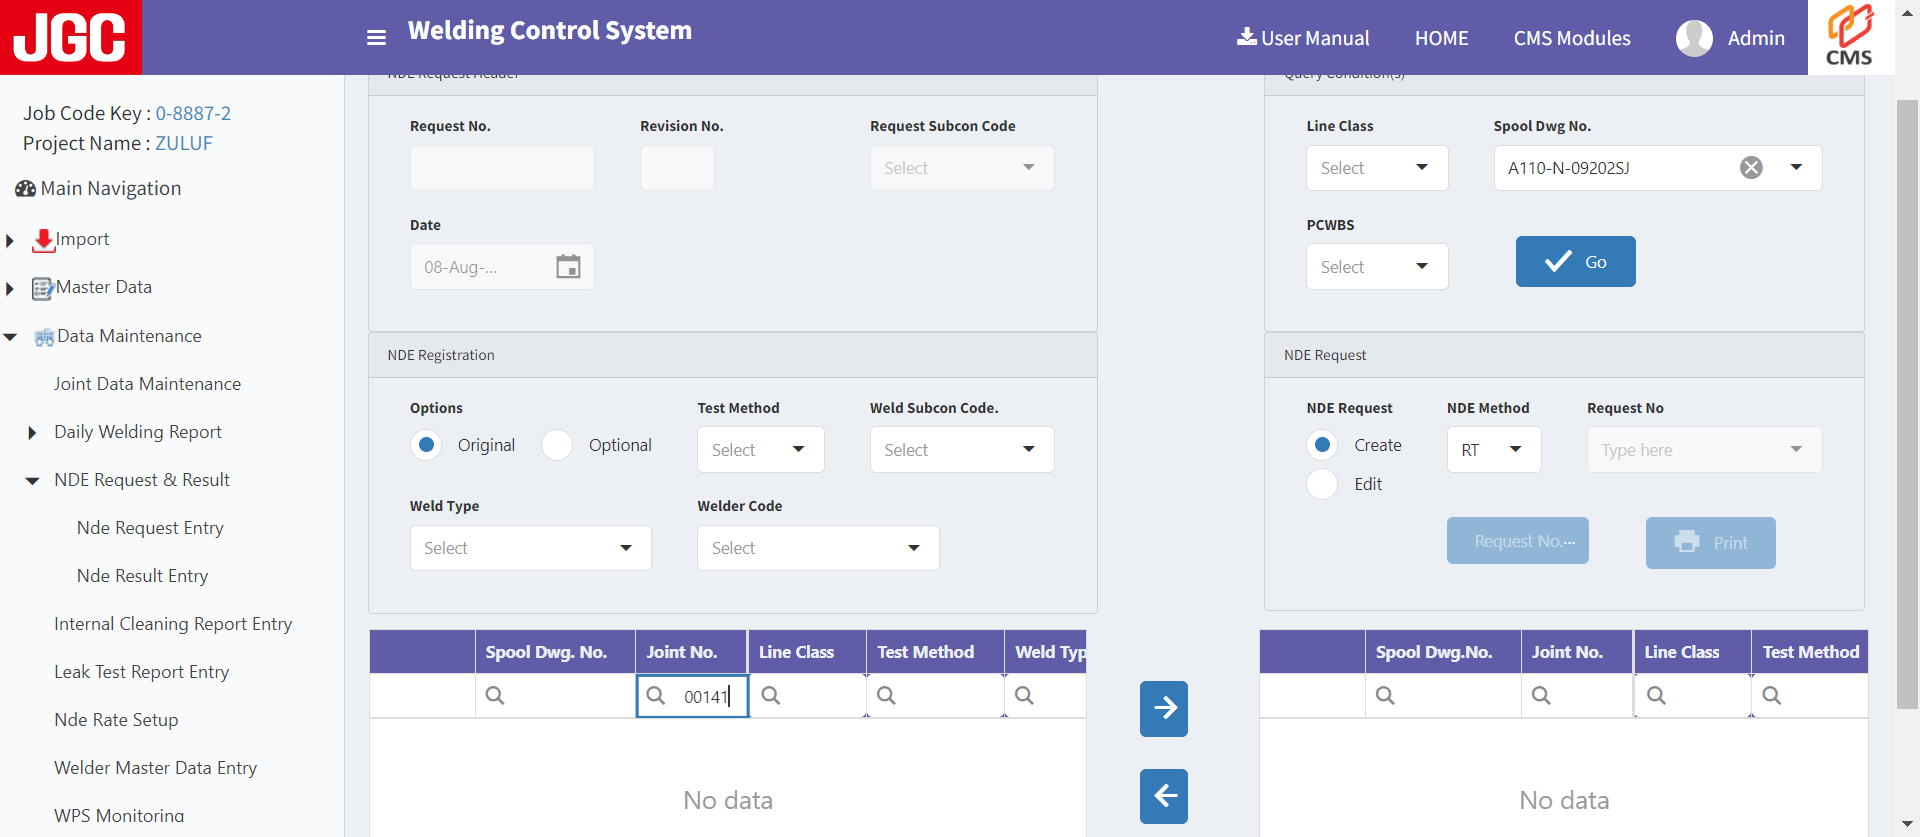 JGC
Welding Control System
User Manual
HOME
CMS Modules
Admin
CMS
Job Code Key : 0-8887-2
Project Name : ZULUF
Main Navigation
Import
Master Data
Data Maintenance
Joint Data Maintenance
Daily Welding Report
NDE Request & Result
Nde Request Entry
Nde Result Entry
Internal Cleaning Report Entry
Leak Test Report Entry
Nde Rate Setup
Welder Master Data Entry
WPS Monitoring
NDE Request Header
Request No.
Revision No.
Request Subcon Code
Select
Date
08-Aug-...
Query Condition(s)
Line Class
Spool Dwg No.
Select
A110-N-09202SJ
PCWBS
Select
Go
NDE Registration
Options
Test Method
Weld Subcon Code.
Original
Optional
Select
Select
Weld Type
Welder Code
Select
Select
NDE Request
NDE Request
NDE Method
Request No
Create
RT
Type here
Edit
Request No....
Print
Spool Dwg. No.
Joint No.
Line Class
Test Method
Weld Typ
00141
No data
Spool Dwg.No.
Joint No.
Line Class
Test Method
No data